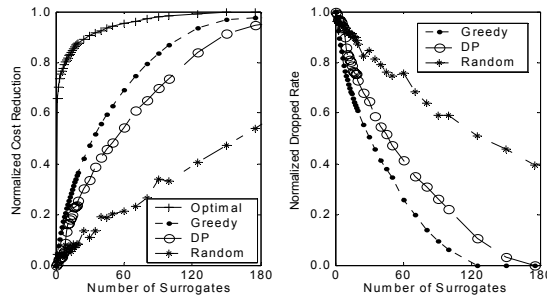 Normalized Cost Reduction
1.0
0.8
0.6
0.4
0.2
0.0
0
60
120
180
Number of Surrogates
Optimal
Greedy
DP
Random
Normalized Dropped Rate
1.0
0.8
0.6
0.4
0.2
0.0
0
60
120
180
Number of Surrogates
Greedy
DP
Random